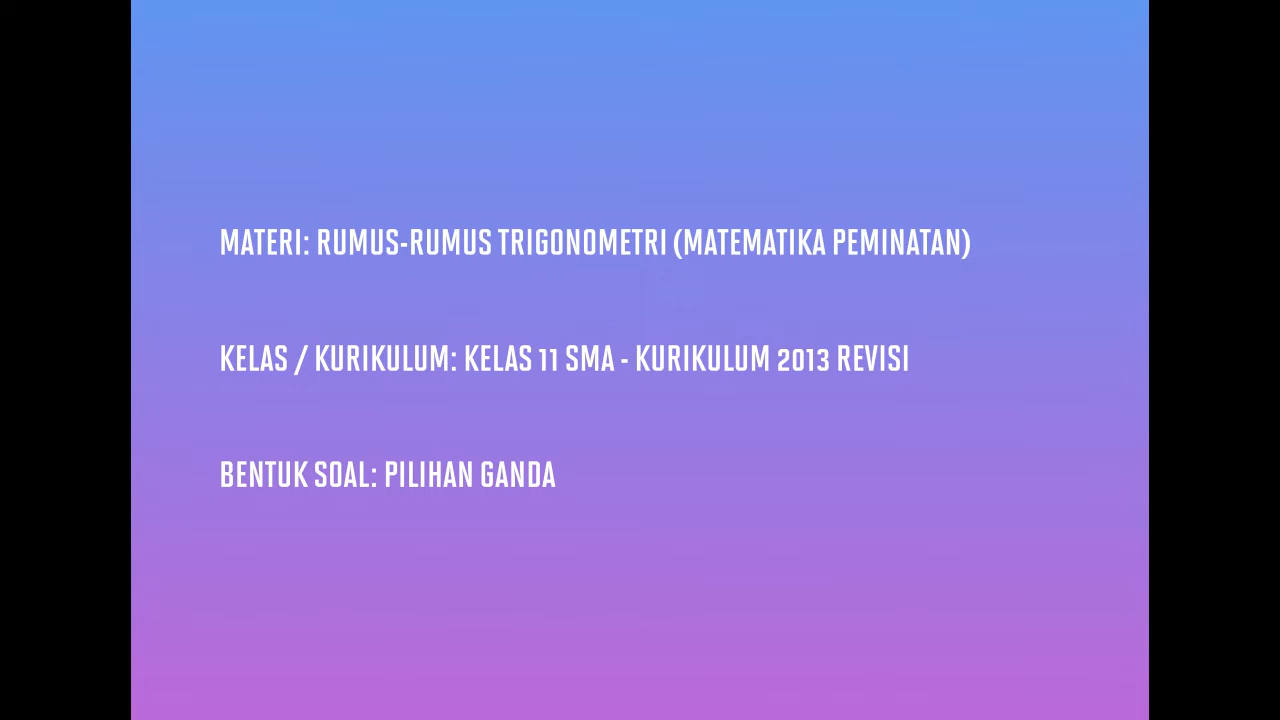 MATERI: RUMUS-RUMUS TRIGONOMETRI (MATEMATIKA PEMINATAN)
KELAS / KURIKULUM: KELAS 11 SMA - KURIKULUM 2013 REVISI
BENTUK SOAL: PILIHAN GANDA